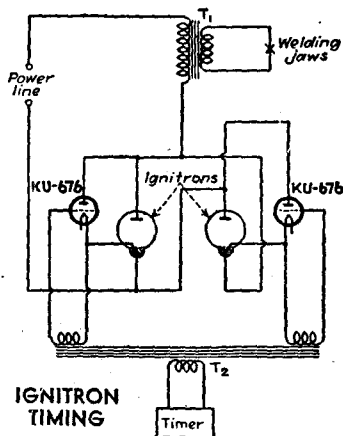 T1
Welding
jaws
Power
line
Ignitrons
KU-676
KU-676
T2
IGNITRON
TIMING
Timer